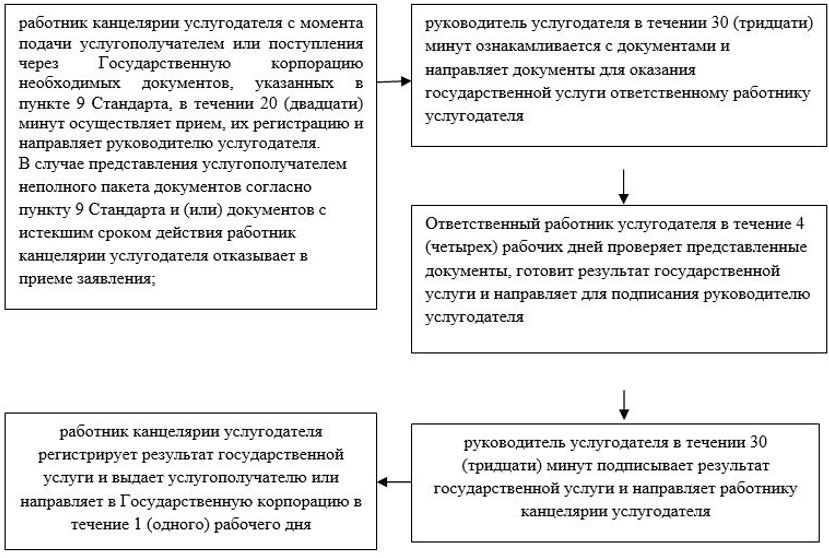 работник канцелярии услугодателя с момента
подачи услугополучателем или поступления
через Государственную корпорацию
необходимых документов, указанных в
пункте 9 Стандарта, в течении 20 (двадцати)
минут осуществляет прием, их регистрацию и
направляет руководителю услугодателя.
В случае представления услугополучателем
неполного пакета документов согласно
пункту 9 Стандарта и (или) документов с
истекшим сроком действия работник
канцелярии услугодателя отказывает в
приеме заявления;
руководитель услугодателя в течении 30 (тридцати)
минут ознакамливается с документами и
направляет документы для оказания
государственной услуги ответственному работнику
услугодателя
Ответственный работник услугодателя в течение 4
(четырех) рабочих дней проверяет представленные
документы, готовит результат государственной
услуги и направляет для подписания руководителю
услугодателя
руководитель услугодателя в течении 30
(тридцати) минут подписывает результат
государственной услуги и направляет работнику
канцелярии услугодателя
работник канцелярии услугодателя
регистрирует результат государственной
услуги и выдает услугополучателю или
направляет в Государственную корпорацию в
течение 1 (одного) рабочего дня